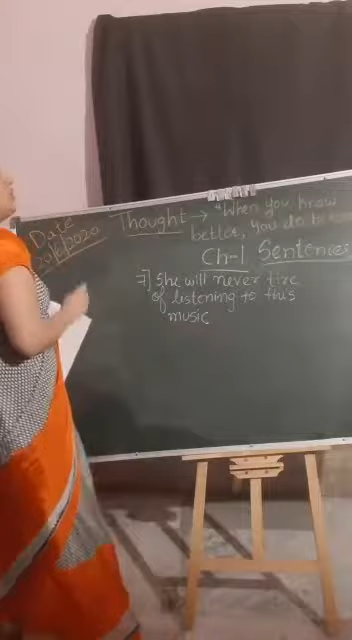 Date
Thought → "When you know
better, you do
Ch-1 Sentences
7] She will never tire
of listening to this
music